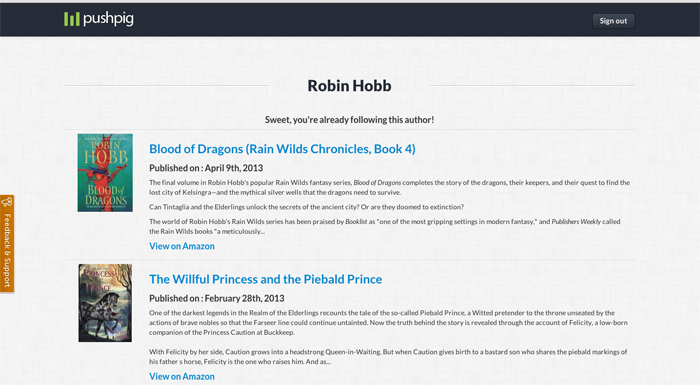 pushpig
Sign out
Robin Hobb
Sweet, you're already following this author!
ROBIN
HOBB
BLOOD of
DRAGONS
Blood of Dragons (Rain Wilds Chronicles, Book 4)
Published on : April 9th, 2013
The final volume in Robin Hobb's popular Rain Wilds fantasy series, Blood of Dragons completes the story of the dragons, their keepers, and their quest to find the
lost city of Kelsingra—and the mythical silver wells that the dragons need to survive.
Can Tintaglia and the Elderlings unlock the secrets of the ancient city? Or are they doomed to extinction?
The world of Robin Hobb's Rain Wilds series has been praised by Booklist as "one of the most gripping settings in modern fantasy," and Publishers Weekly called
the Rain Wilds books "a meticulously...
View on Amazon
Feedback & Support
PRINCESS
The Willful Princess and the Piebald Prince
Published on : February 28th, 2013
One of the darkest legends in the Realm of the Elderlings recounts the tale of the so-called Piebald Prince, a Witted pretender to the throne unseated by the
actions of brave nobles so that the Farseer line could continue untainted. Now the truth behind the story is revealed through the account of Felicity, a low-born
companion of the Princess Caution at Buckkeep.
With Felicity by her side, Caution grows into a headstrong Queen-in-Waiting. But when Caution gives birth to a bastard son who shares the piebald markings of
his father s horse, Felicity is the one who raises him. And as...
View on Amazon